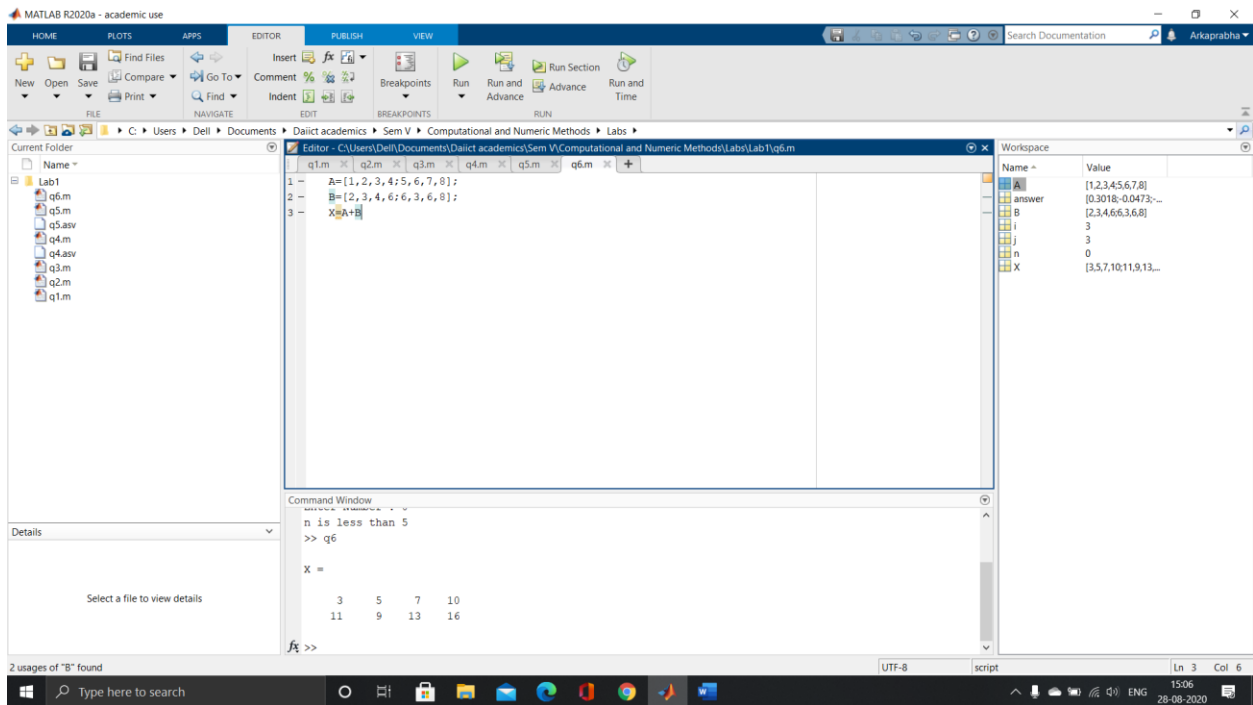 MATLAB R2020a - academic use
HOME PLOTS APPS EDITOR PUBLISH VIEW Search Documentation Arkaprabha
New Open Save Find Files Compare Print Go To Find Insert fx Comment Indent Breakpoints Run Run and Advance Run Section Advance Run and Time
FILE NAVIGATE EDIT BREAKPOINTS RUN
C: Users Dell Documents Daiict academics Sem V Computational and Numeric Methods Labs
Current Folder
Name
Lab1
q6.m
q5.m
q5.asv
q4.m
q4.asv
q3.m
q2.m
q1.m
Details
Select a file to view details
Editor - C:\Users\Dell\Documents\Daiict academics\Sem V\Computational and Numeric Methods\Labs\Lab1\q6.m
q1.m q2.m q3.m q4.m q5.m q6.m
1 - A=[1,2,3,4;5,6,7,8];
2 - B=[2,3,4,6;6,3,6,8];
3 - X=A+B
Command Window
n is less than 5
>> q6
X =
3 5 7 10
11 9 13 16
fx >>
Workspace
Name Value
A [1,2,3,4;5,6,7,8]
answer [0.3018;-0.0473;-...
B [2,3,4,6;6,3,6,8]
i 3
j 3
n 0
X [3,5,7,10;11,9,13,...
2 usages of "B" found UTF-8 script Ln 3 Col 6
Type here to search ENG 15:06
28-08-2020